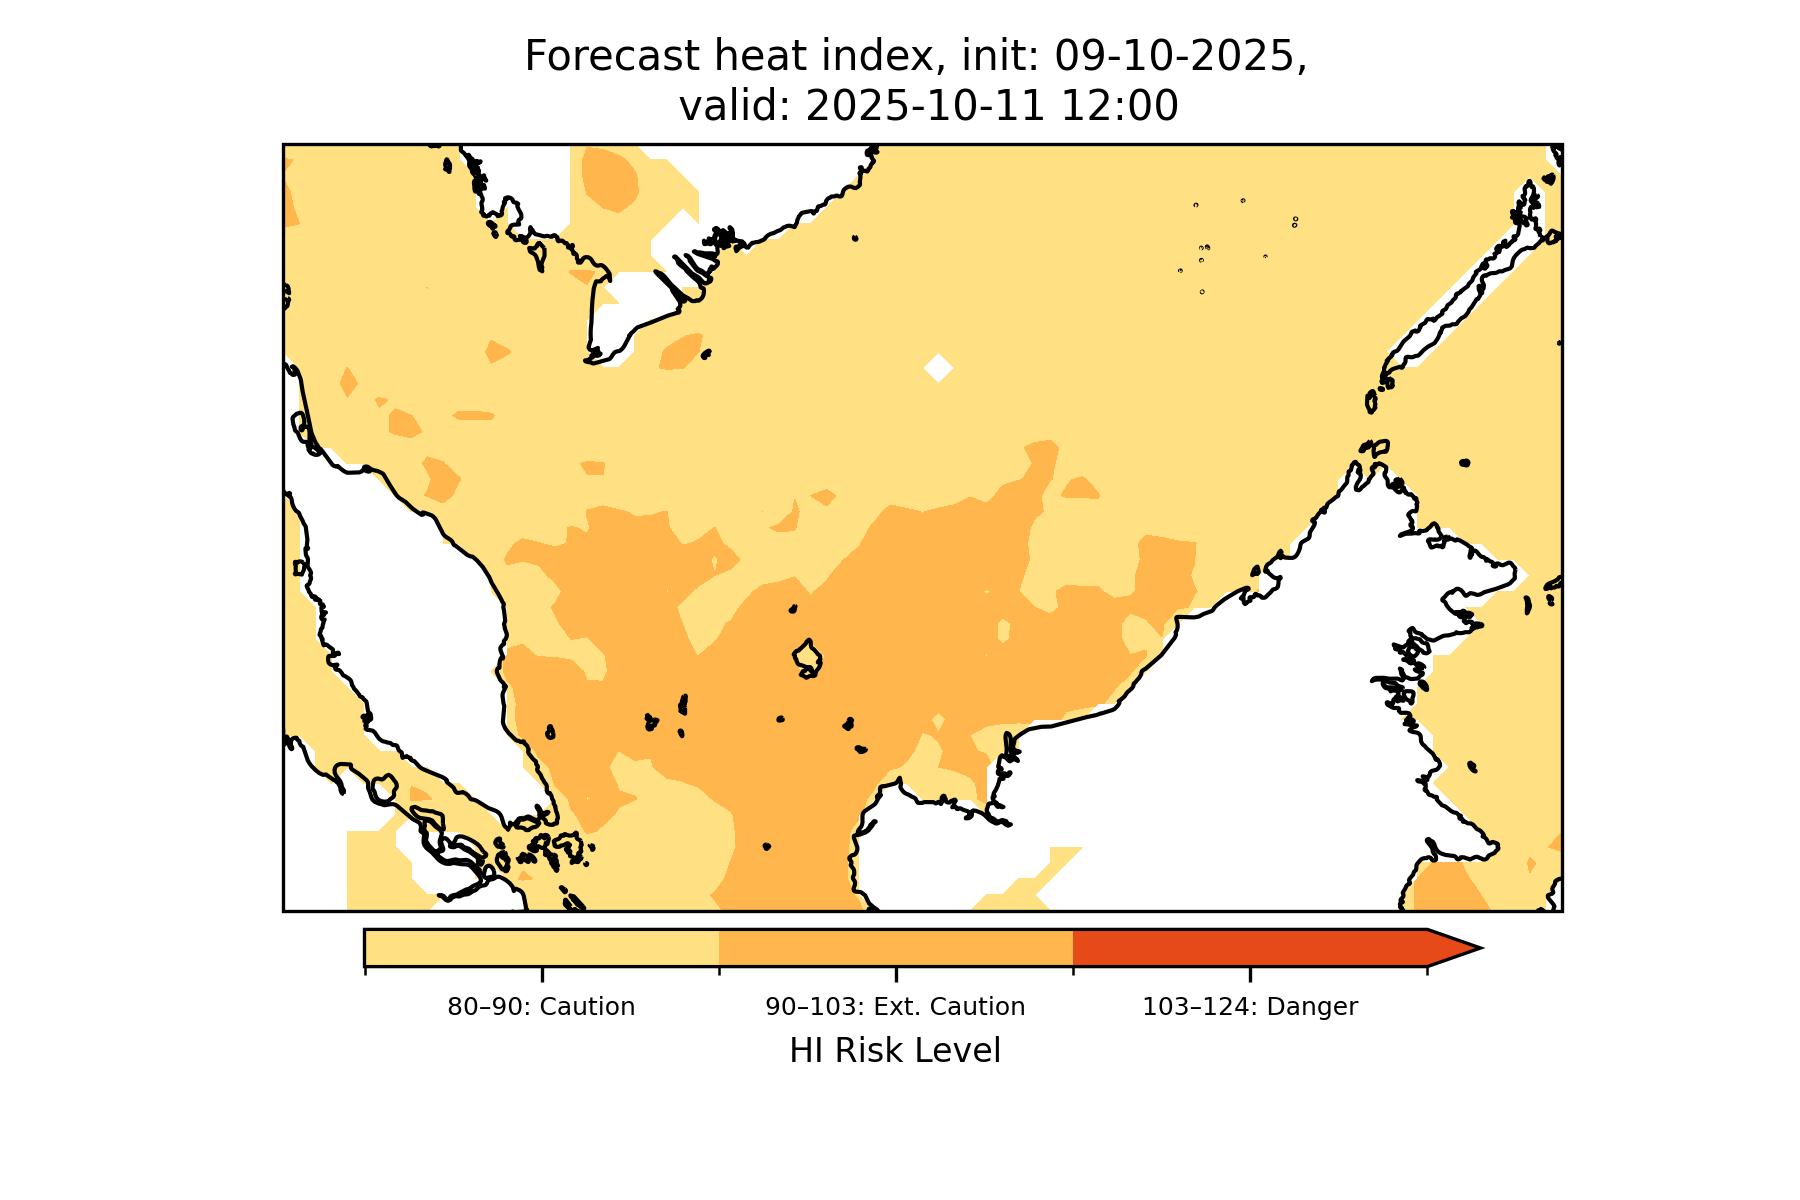 Forecast heat index, init: 09-10-2025,
valid: 2025-10-11 12:00
80–90: Caution
90–103: Ext. Caution
103–124: Danger
HI Risk Level